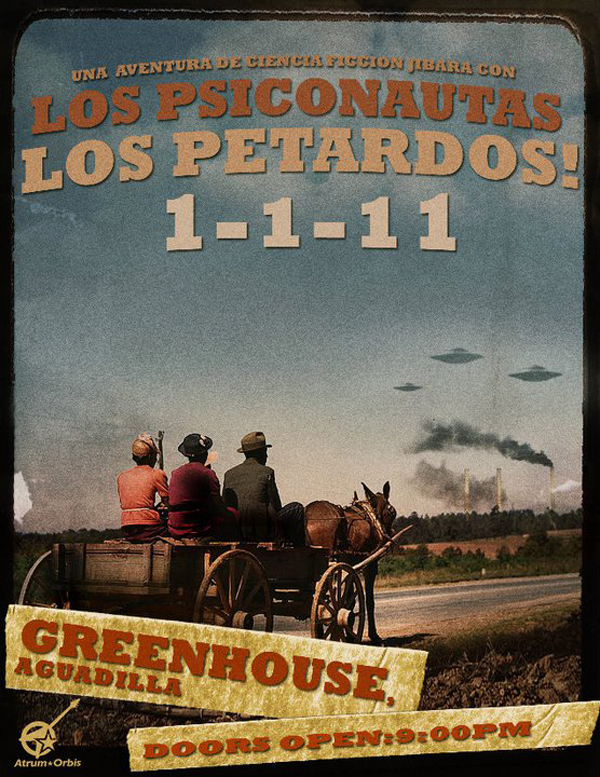 UNA AVENTURA DE CIENCIA FICCIÓN JIBARA CON
LOS PSICONAUTAS
LOS PETARDOS!
1-1-11
GREENHOUSE,
AGUADILLA
DOORS OPEN:9:00PM
Atrum★Orbis